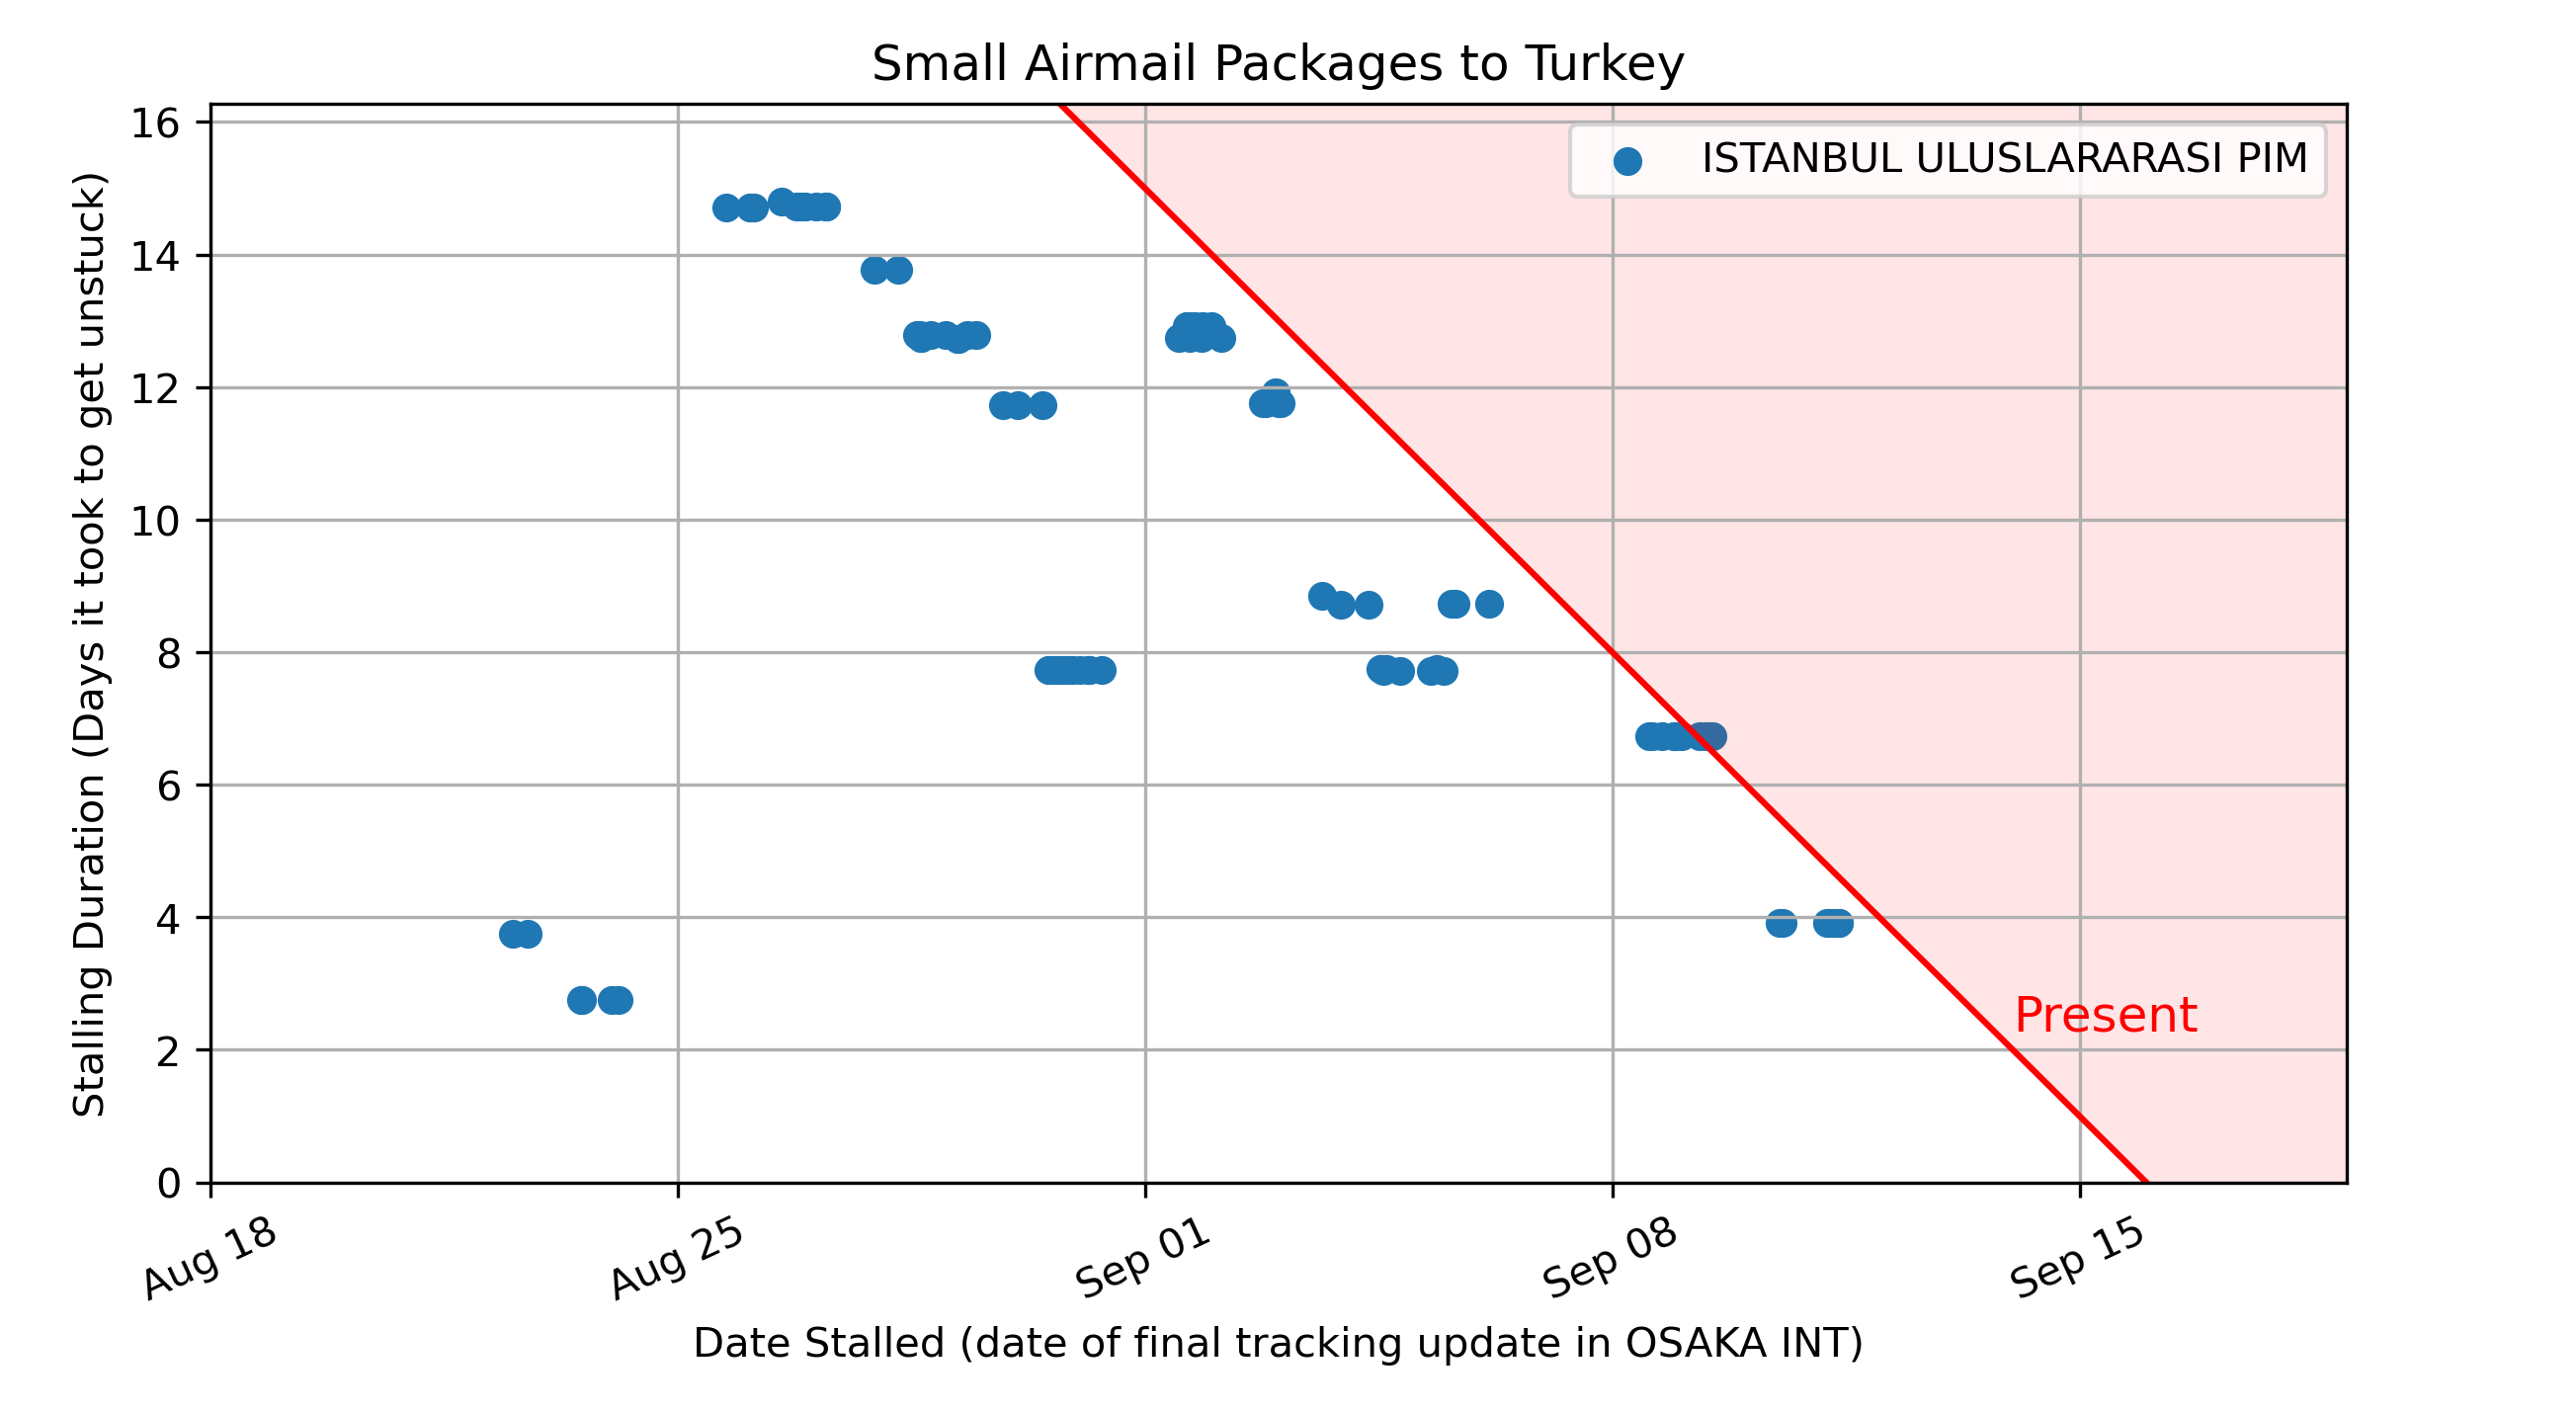 Small Airmail Packages to Turkey
Stalling Duration (Days it took to get unstuck)
16
14
12
10
8
6
4
2
0
ISTANBUL ULUSLARARASI PIM
Present
Aug 18
Aug 25
Sep 01
Sep 08
Sep 15
Date Stalled (date of final tracking update in OSAKA INT)